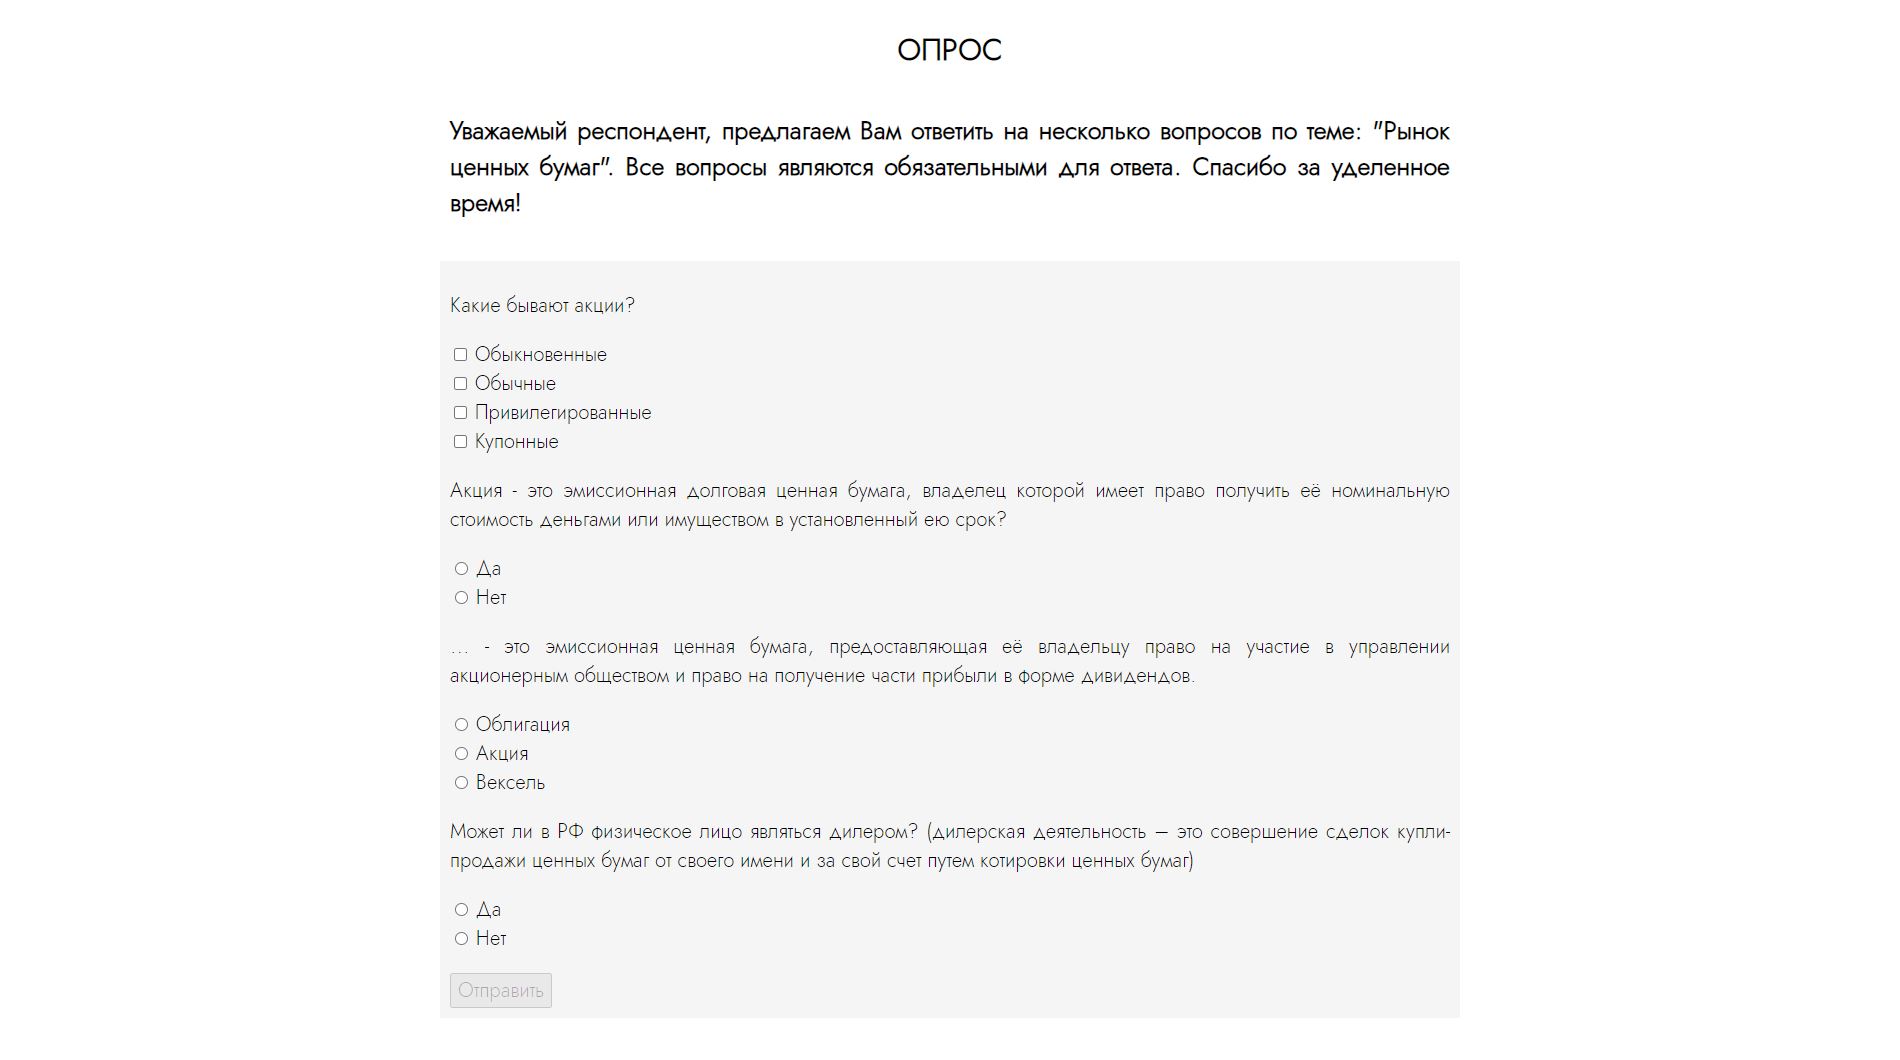 ОПРОС
Уважаемый респондент, предлагаем Вам ответить на несколько вопросов по теме: "Рынок
ценных бумаг". Все вопросы являются обязательными для ответа. Спасибо за уделенное
время!
Какие бывают акции?
Обыкновенные
Обычные
Привилегированные
Купонные
Акция - это эмиссионная долговая ценная бумага, владелец которой имеет право получить её номинальную
стоимость деньгами или имуществом в установленный ею срок?
Да
Нет
... - это эмиссионная ценная бумага, предоставляющая её владельцу право на участие в управлении
акционерным обществом и право на получение части прибыли в форме дивидендов.
Облигация
Акция
Вексель
Может ли в РФ физическое лицо являться дилером? (дилерская деятельность – это совершение сделок купли-
продажи ценных бумаг от своего имени и за свой счет путем котировки ценных бумаг)
Да
Нет
Отправить